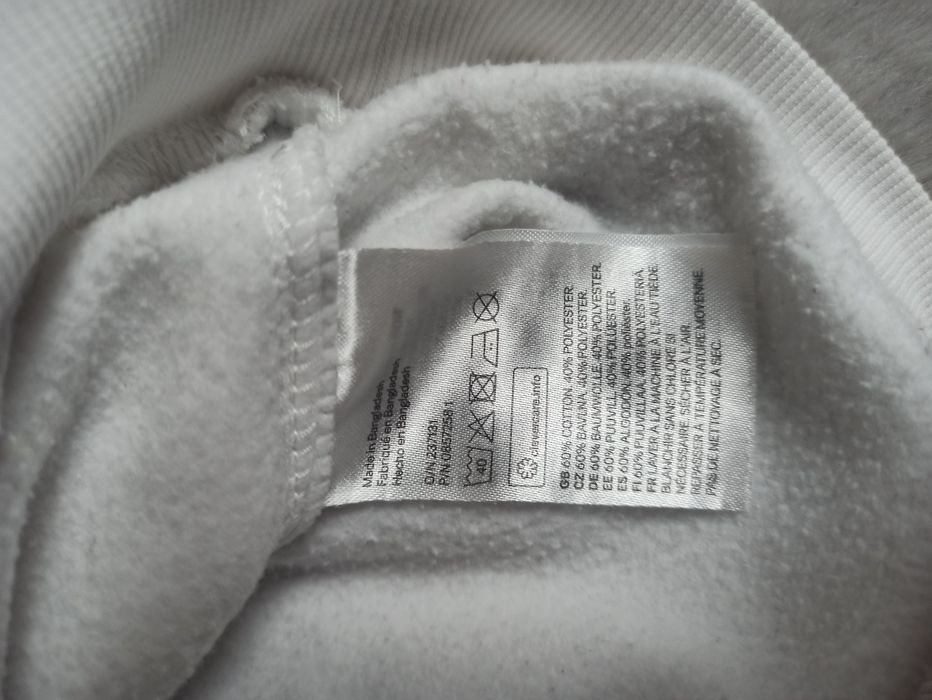 Made in Bangladesh
Fabriqué en Bangladesh
Hecho en Bangladesh
O/N 237131
P/N 0857258.1
40
clevercare.info
GB 60% COTTON, 40% POLYESTER.
CZ 60% BAVLNA, 40% POLYESTER.
DE 60% BAUMWOLLE, 40% POLYESTER.
EE 60% PUUVILL, 40% POLÜESTER.
ES 60% ALGODON, 40% poliéster.
FI 60% PUUVILLAA, 40% POLYESTERIÄ.
FR LAVER À LA MACHINE À L'EAU TIÈDE.
BLANCHIR SANS CHLORE SI
NÉCESSAIRE. SÉCHER À L'AIR.
REPASSER À TEMPÉRATURE MOYENNE.
PAS DE NETTOYAGE À SEC.